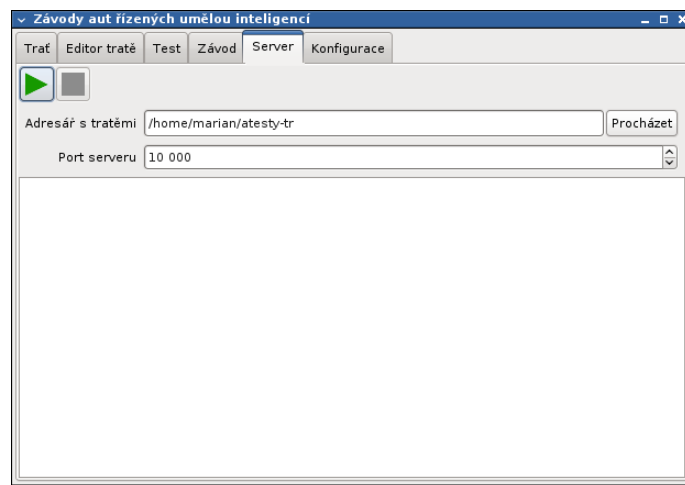 Závody aut řízených umělou inteligencí
Trať Editor tratě Test Závod Server Konfigurace
Adresář s tratěmi /home/marian/atesty-tr Procházet
Port serveru 10 000